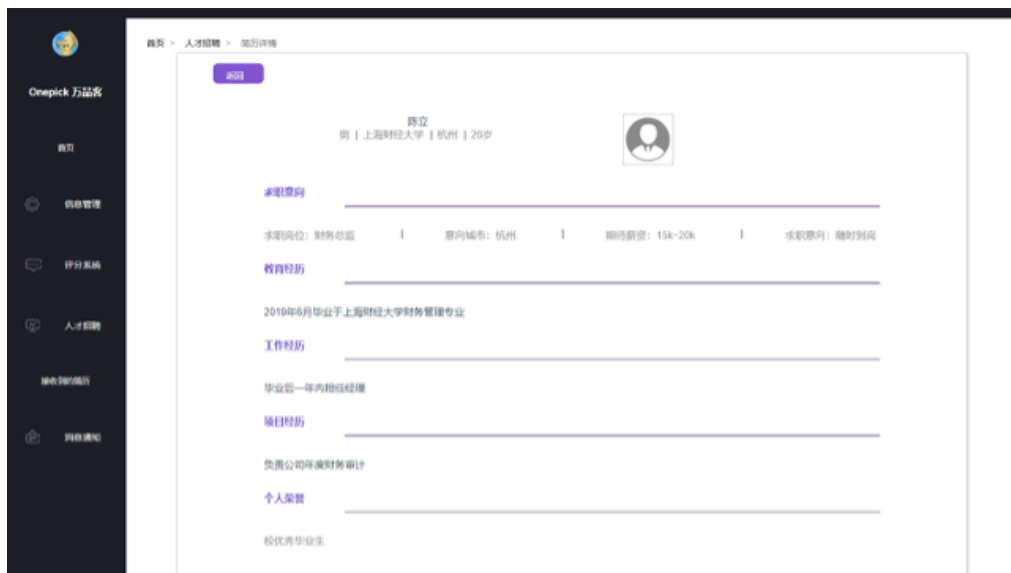 首页 > 人才招聘 > 简历详情
返回
Onepick 万品客
首页
信息管理
评分系统
人才招聘
接收到的简历
消息通知
陈立
男 | 上海财经大学 | 杭州 | 26岁
求职意向
求职岗位：财务总监 | 意向城市：杭州 | 期待薪资：15k-20k | 求职意向：随时到岗
教育经历
2019年6月毕业于上海财经大学财务管理专业
工作经历
毕业后一年内担任经理
项目经历
负责公司年度财务审计
个人荣誉
校优秀毕业生